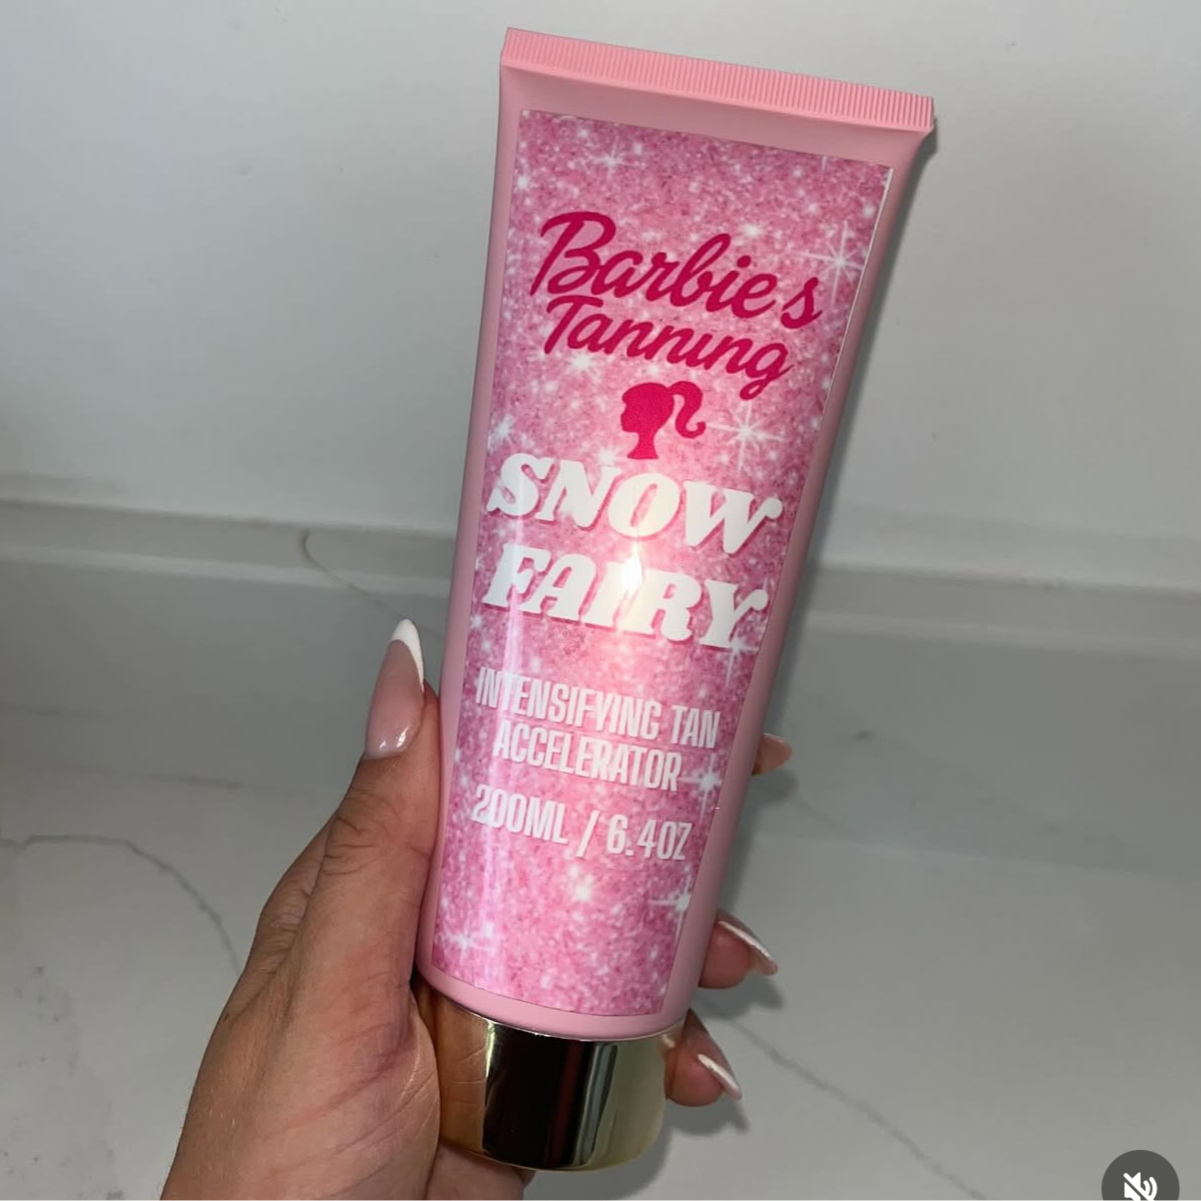 Barbie's
Tanning
SNOW
FAIRY
INTENSIFYING TAN
ACCELERATOR
200ML / 6.4OZ